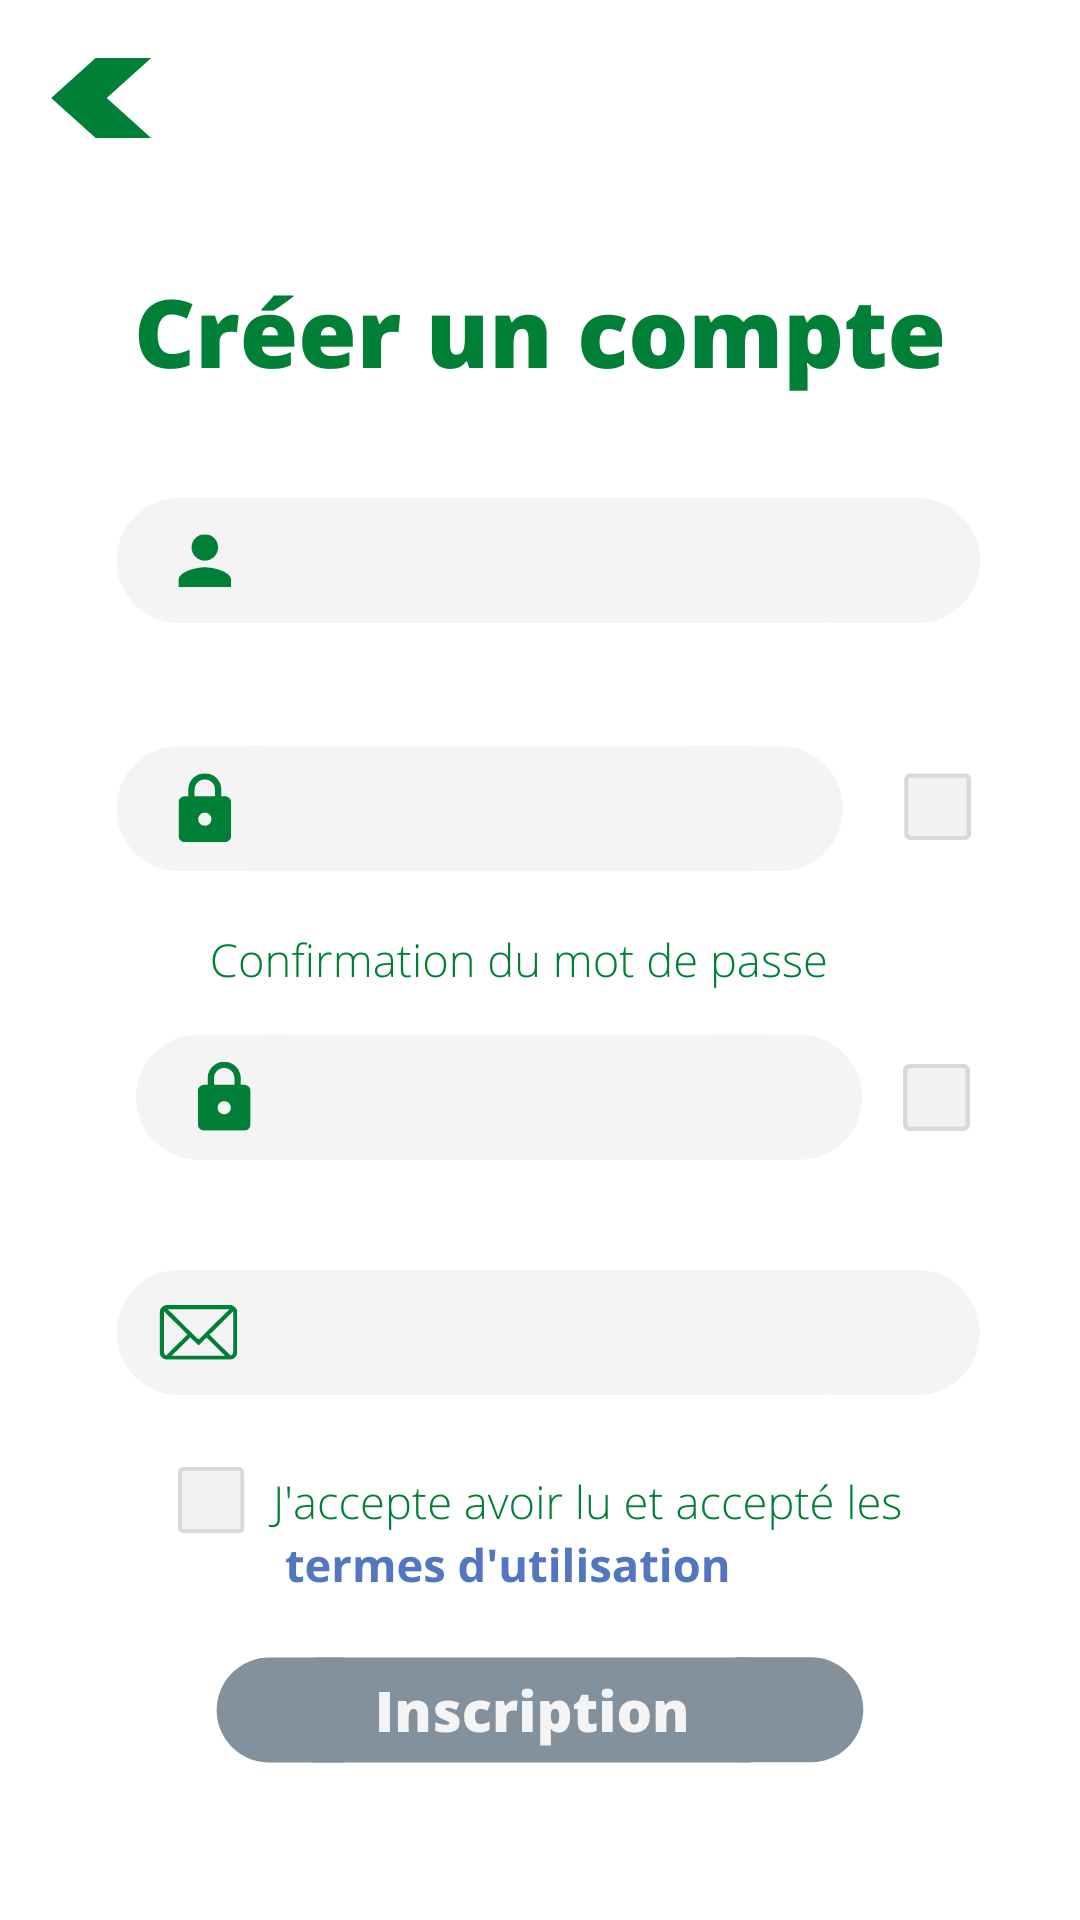 Créer un compte
Confirmation du mot de passe
J'accepte avoir lu et accepté les
termes d'utilisation
Inscription